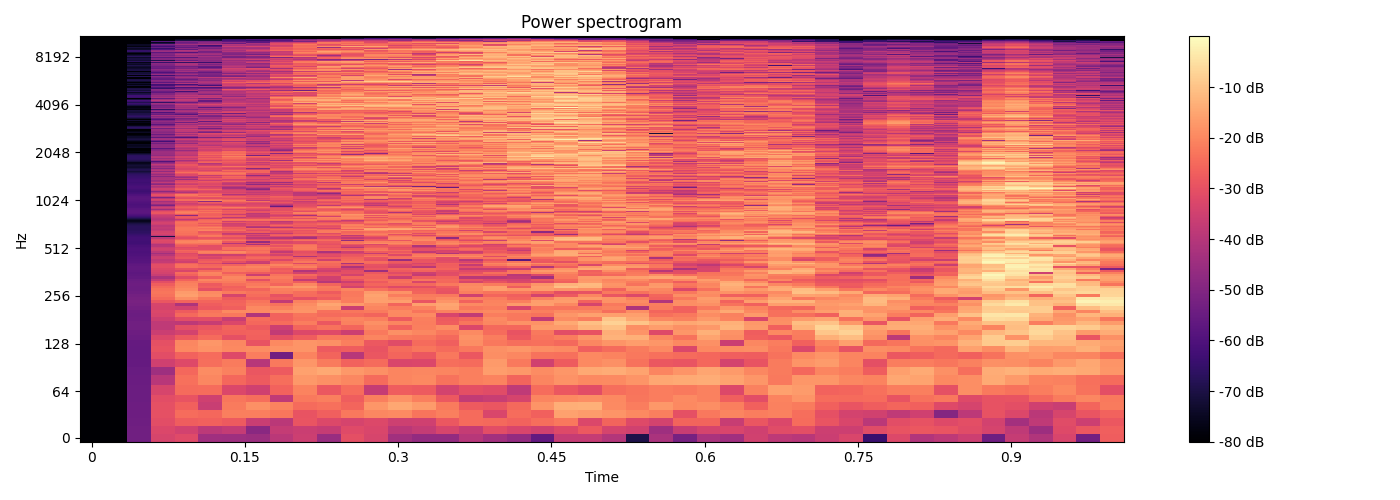 Power spectrogram
Hz
8192
4096
2048
1024
512
256
128
64
0
0 0.15 0.3 0.45 0.6 0.75 0.9
Time
-10 dB
-20 dB
-30 dB
-40 dB
-50 dB
-60 dB
-70 dB
-80 dB